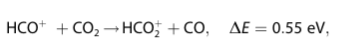 HCO⁺ + CO₂ → HCO₂⁺ + CO, ΔE = 0.55 eV,